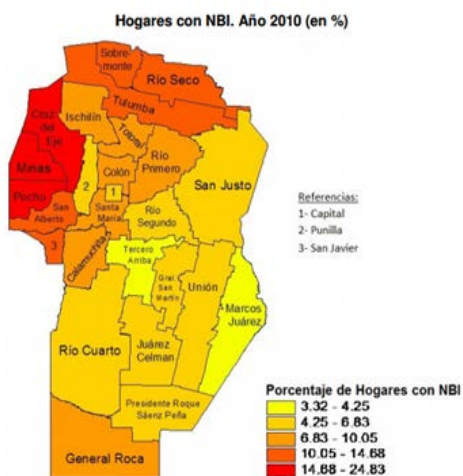 Hogares con NBI. Año 2010 (en %)
Sobre-
monte
Río Seco
Tulumba
Cruz
del
Eje
Ischilín
Totoral
Río
Primero
Minas
Colón
San Justo
Pocho
San
Alberto
2
1
Santa
María
Río
Segundo
3
Calamuchita
Tercero
Arriba
Gral.
San
Martín
Unión
Marcos
Juárez
Río Cuarto
Juárez
Celman
Presidente Roque
Sáenz Peña
General Roca
Referencias:
1- Capital
2- Punilla
3- San Javier
Porcentaje de Hogares con NBI
3.32 - 4.25
4.25 - 6.83
6.83 - 10.05
10.05 - 14.68
14.68 - 24.83